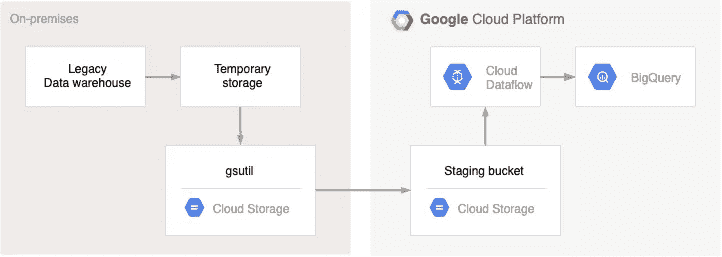 On-premises
Google Cloud Platform
Legacy
Data warehouse
Temporary
storage
Cloud
Dataflow
BigQuery
gsutil
Cloud Storage
Staging bucket
Cloud Storage